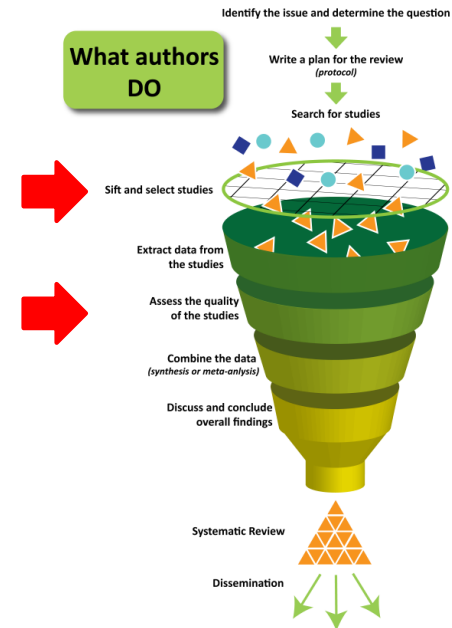 Identify the issue and determine the question
What authors
DO
Write a plan for the review
(protocol)
Search for studies
Sift and select studies
Extract data from
the studies
Assess the quality
of the studies
Combine the data
(synthesis or meta-anlysis)
Discuss and conclude
overall findings
Systematic Review
Dissemination